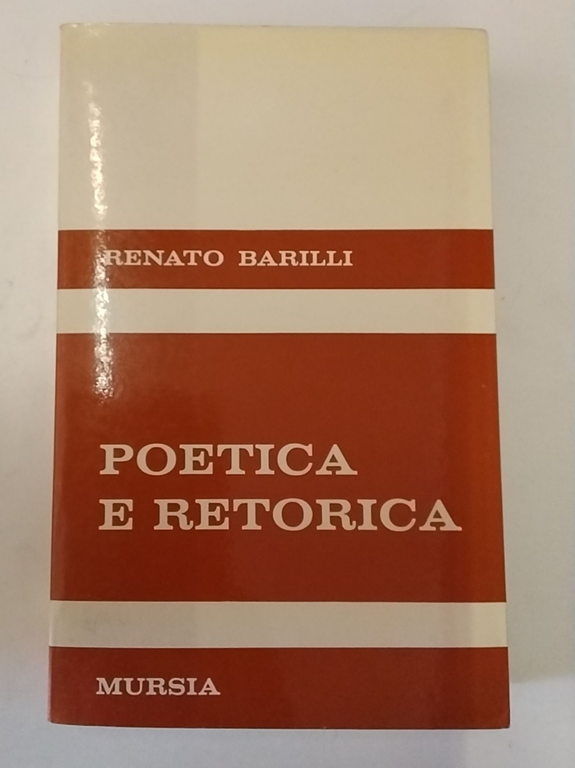 RENATO BARILLI
POETICA
E RETORICA
MURSIA